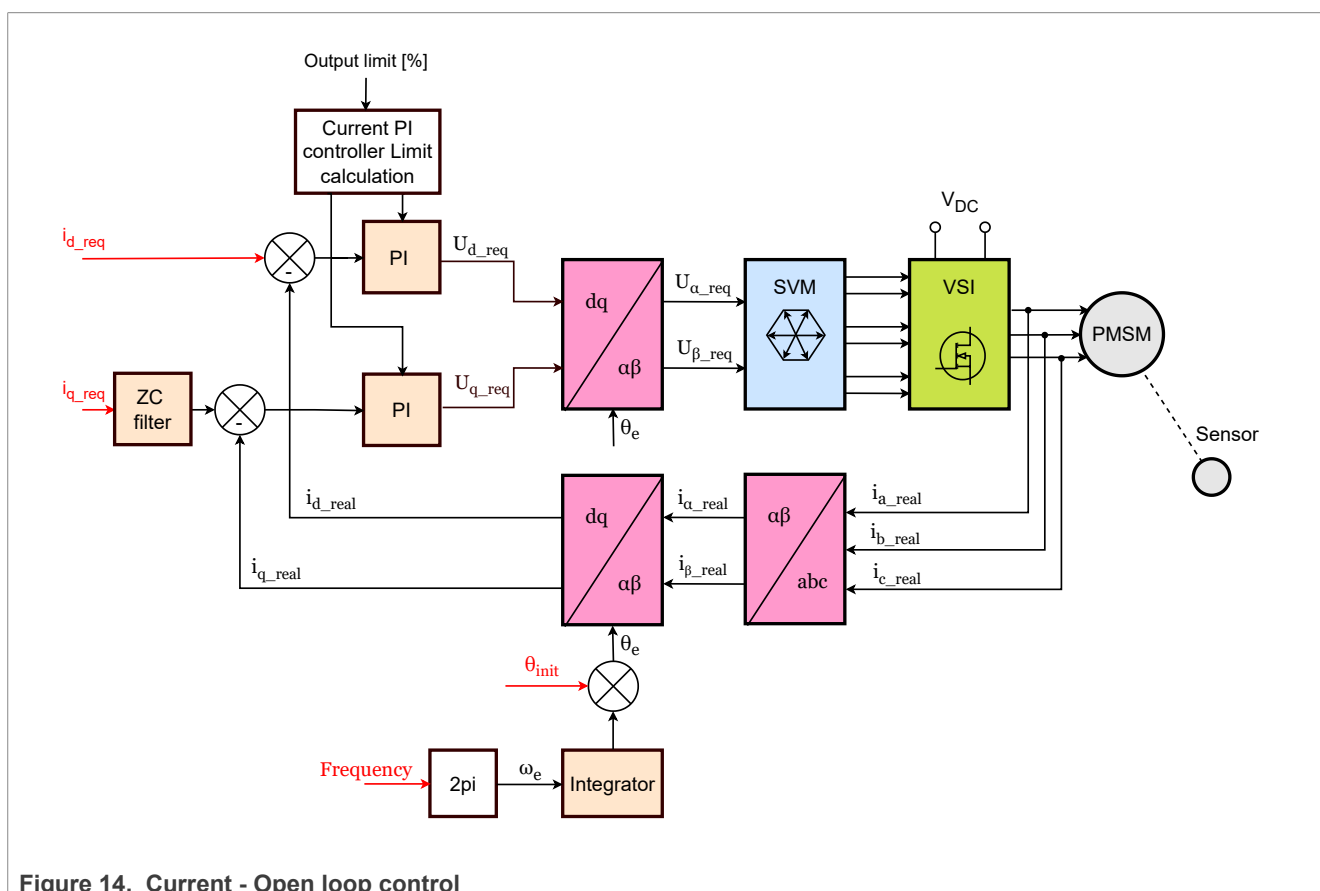 Output limit [%]
Current PI
controller Limit
calculation
V_DC
i_d_req
-
PI
U_d_req
dq
αβ
U_α_req
U_β_req
SVM
VSI
PMSM
i_q_req
ZC
filter
-
PI
U_q_req
θ_e
Sensor
i_d_real
i_q_real
dq
αβ
i_α_real
i_β_real
αβ
abc
i_a_real
i_b_real
i_c_real
θ_e
θ_init
Frequency
2pi
ω_e
Integrator
Figure 14. Current - Open loop control